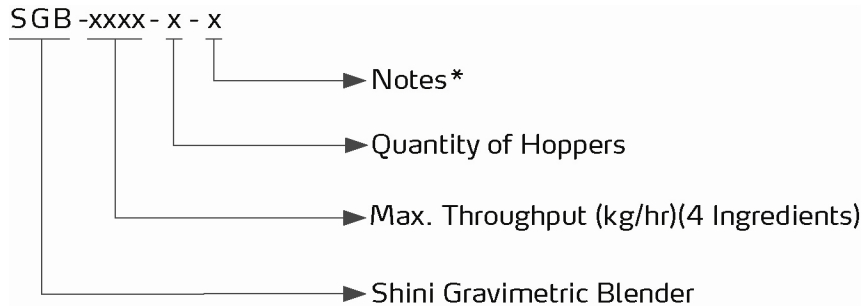 SGB -xxxx- x - x
Notes*
Quantity of Hoppers
Max. Throughput (kg/hr)(4 Ingredients)
Shini Gravimetric Blender